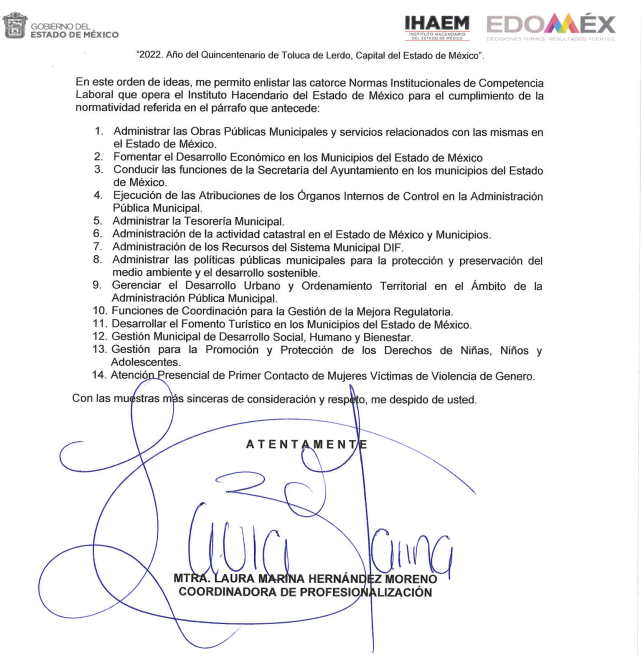 GOBIERNO DEL
ESTADO DE MÉXICO
IHAEM
INSTITUTO HACENDARIO
DEL ESTADO DE MÉXICO
EDOMÉX
DECISIONES FIRMES, RESULTADOS FUERTES.
"2022. Año del Quincentenario de Toluca de Lerdo, Capital del Estado de México".
En este orden de ideas, me permito enlistar las catorce Normas Institucionales de Competencia
Laboral que opera el Instituto Hacendario del Estado de México para el cumplimiento de la
normatividad referida en el párrafo que antecede:
1. Administrar las Obras Públicas Municipales y servicios relacionados con las mismas en
el Estado de México.
2. Fomentar el Desarrollo Económico en los Municipios del Estado de México
3. Conducir las funciones de la Secretaría del Ayuntamiento en los municipios del Estado
de México.
4. Ejecución de las Atribuciones de los Órganos Internos de Control en la Administración
Pública Municipal.
5. Administrar la Tesorería Municipal.
6. Administración de la actividad catastral en el Estado de México y Municipios.
7. Administración de los Recursos del Sistema Municipal DIF.
8. Administrar las políticas públicas municipales para la protección y preservación del
medio ambiente y el desarrollo sostenible.
9. Gerenciar el Desarrollo Urbano y Ordenamiento Territorial en el Ámbito de la
Administración Pública Municipal.
10. Funciones de Coordinación para la Gestión de la Mejora Regulatoria.
11. Desarrollar el Fomento Turístico en los Municipios del Estado de México.
12. Gestión Municipal de Desarrollo Social, Humano y Bienestar.
13. Gestión para la Promoción y Protección de los Derechos de Niñas, Niños y
Adolescentes.
14. Atención Presencial de Primer Contacto de Mujeres Víctimas de Violencia de Genero.
Con las muestras más sinceras de consideración y respeto, me despido de usted.
ATENTAMENTE
MTRA. LAURA MARINA HERNÁNDEZ MORENO
COORDINADORA DE PROFESIONALIZACIÓN